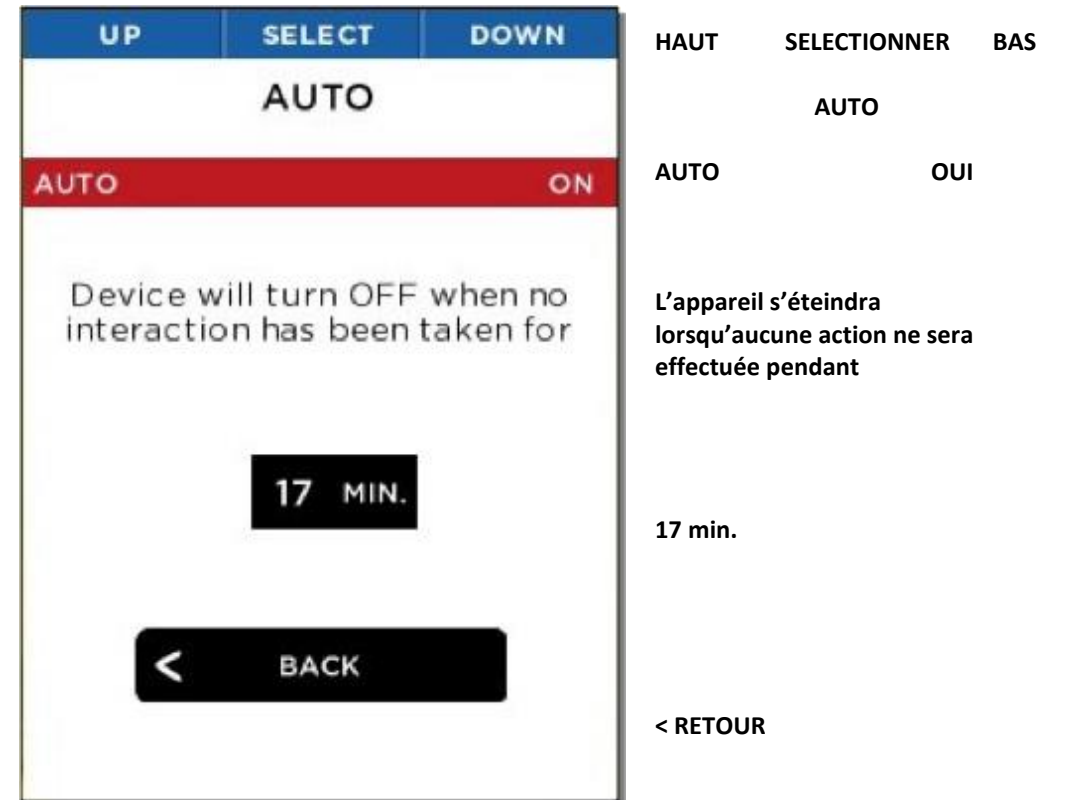 UP SELECT DOWN
AUTO
AUTO ON
Device will turn OFF when no
interaction has been taken for
17 MIN.
< BACK
HAUT SELECTIONNER BAS
AUTO
AUTO OUI
L’appareil s’éteindra
lorsqu’aucune action ne sera
effectuée pendant
17 min.
< RETOUR